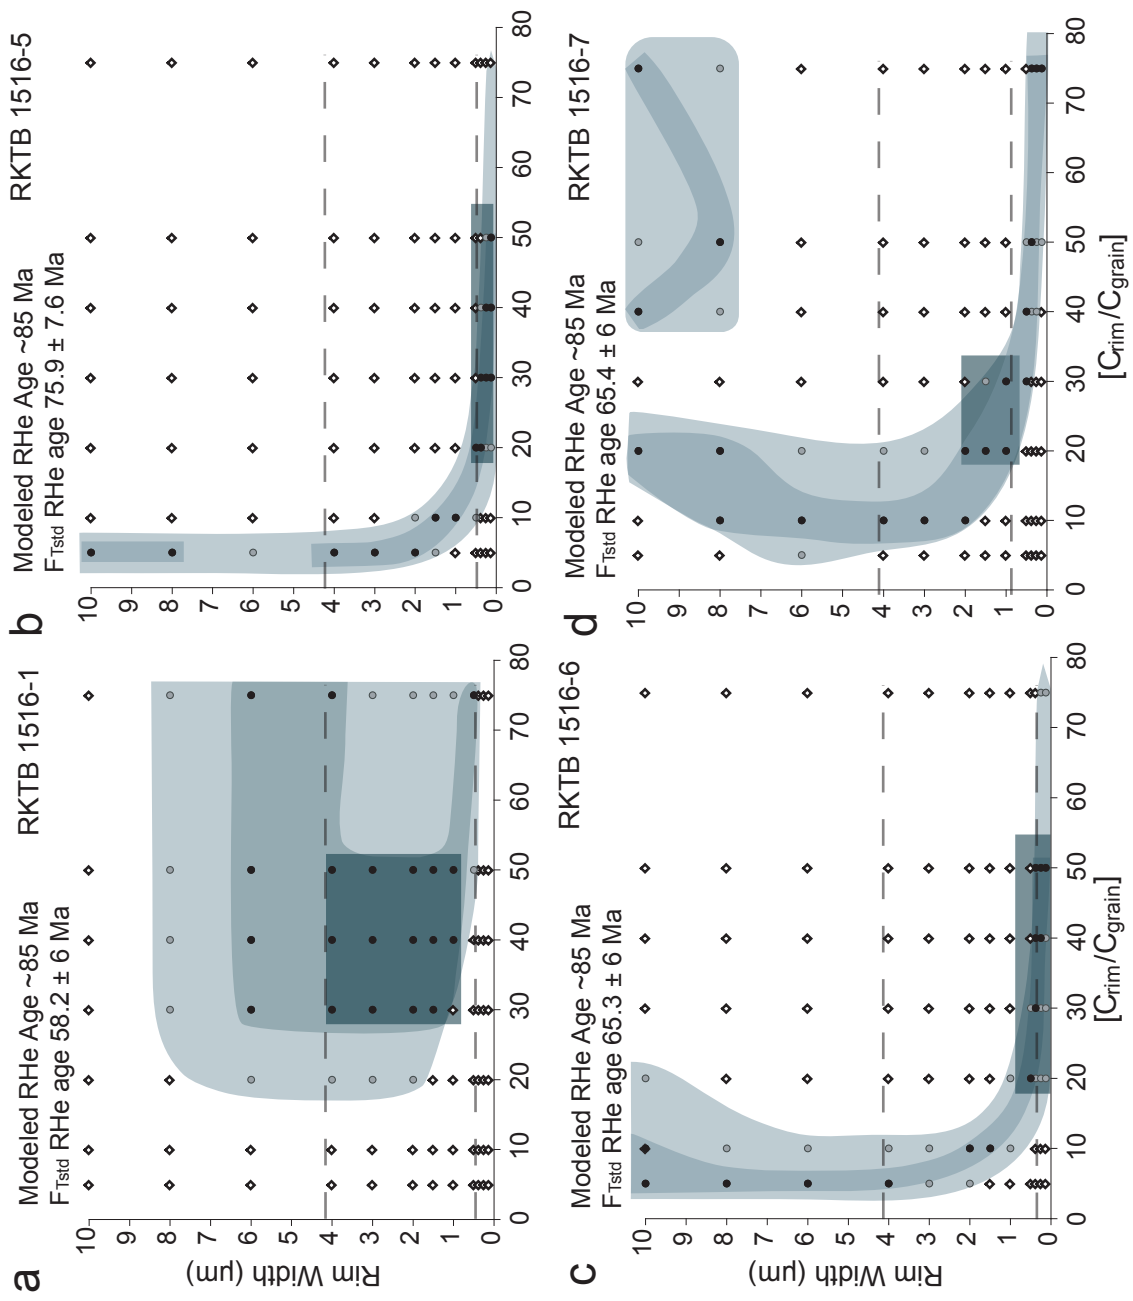 a
Modeled RHe Age ~85 Ma
RKTB 1516-1
FTstd RHe age 58.2 ± 6 Ma
Rim Width (µm)
10
9
8
7
6
5
4
3
2
1
0
0 10 20 30 40 50 60 70 80
b
Modeled RHe Age ~85 Ma
RKTB 1516-5
FTstd RHe age 75.9 ± 7.6 Ma
10
9
8
7
6
5
4
3
2
1
0
0 10 20 30 40 50 60 70 80
c
Modeled RHe Age ~85 Ma
RKTB 1516-6
FTstd RHe age 65.3 ± 6 Ma
Rim Width (µm)
10
9
8
7
6
5
4
3
2
1
0
0 10 20 30 40 50 60 70 80
[Crim/Cgrain]
d
Modeled RHe Age ~85 Ma
RKTB 1516-7
FTstd RHe age 65.4 ± 6 Ma
10
9
8
7
6
5
4
3
2
1
0
0 10 20 30 40 50 60 70 80
[Crim/Cgrain]